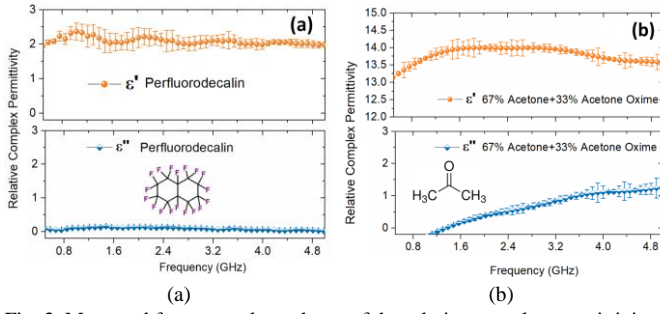 (a)
Relative Complex Permittivity
3
2
1
0
ε' Perfluorodecalin
3
2
1
0
ε" Perfluorodecalin
F F F F F F F F F F F F F F
0.8 1.6 2.4 3.2 4.0 4.8
Frequency (GHz)
(a)
(b)
Relative Complex Permittivity
15.0
14.5
14.0
13.5
13.0
12.5
12.0
ε' 67% Acetone+33% Acetone Oxime
3
2
1
0
ε" 67% Acetone+33% Acetone Oxime
O
H₃C CH₃
0.8 1.6 2.4 3.2 4.0 4.8
Frequency (GHz)
(b)